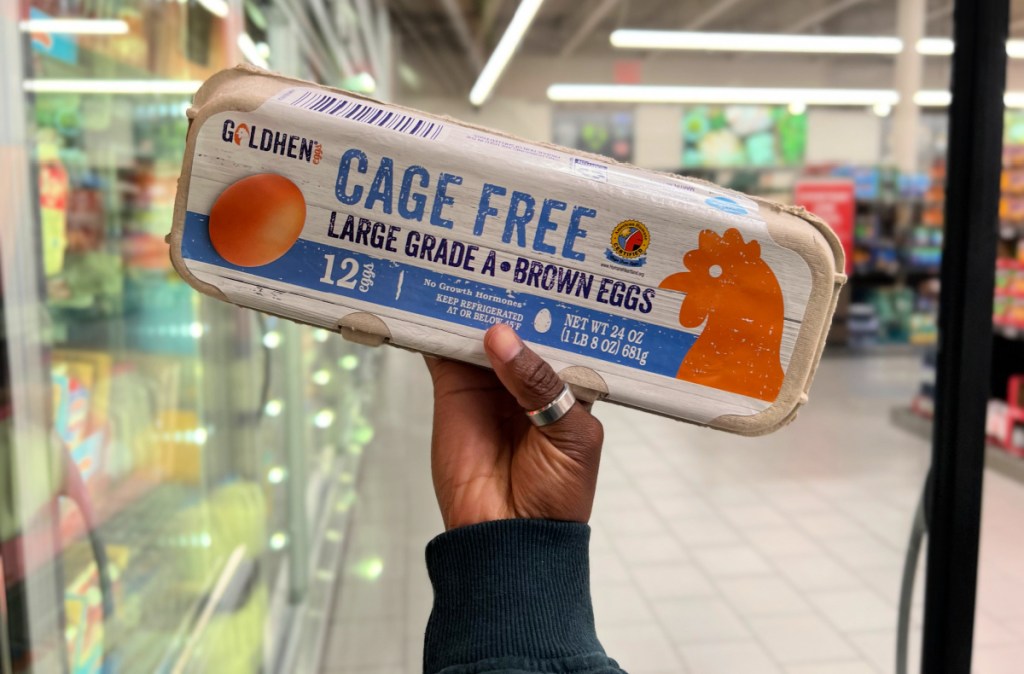 GOLDHEN
eggs
CAGE FREE
LARGE GRADE A • BROWN EGGS
12 eggs
No Growth Hormones*
KEEP REFRIGERATED
AT OR BELOW 45°F
NET WT 24 OZ
(1 LB 8 OZ) 681g
CERTIFIED